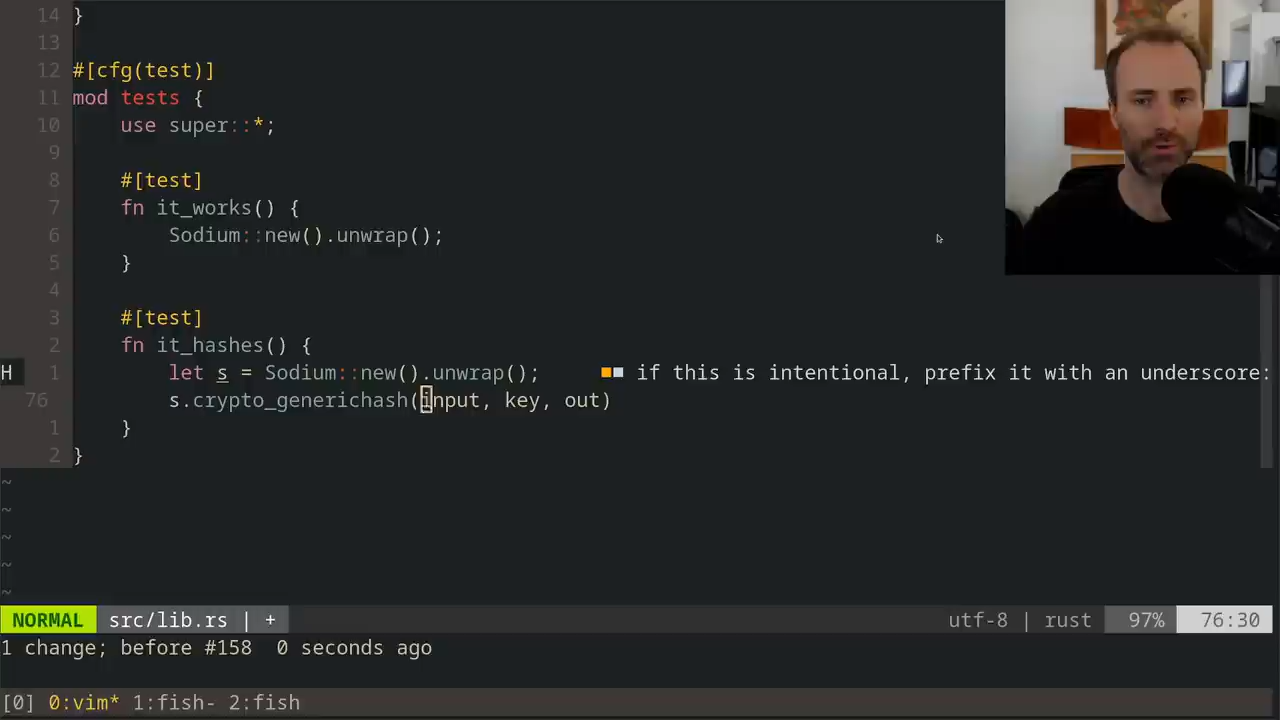 14 }
13
12 #[cfg(test)]
11 mod tests {
10     use super::*;
9
8     #[test]
7     fn it_works() {
6         Sodium::new().unwrap();
5     }
4
3     #[test]
2     fn it_hashes() {
H 1         let s = Sodium::new().unwrap();     if this is intentional, prefix it with an underscore:
76         s.crypto_generichash(input, key, out)
1     }
2 }
~
~
~
~
~
NORMAL src/lib.rs | + utf-8 | rust 97% 76:30
1 change; before #158  0 seconds ago
[0] 0:vim* 1:fish- 2:fish